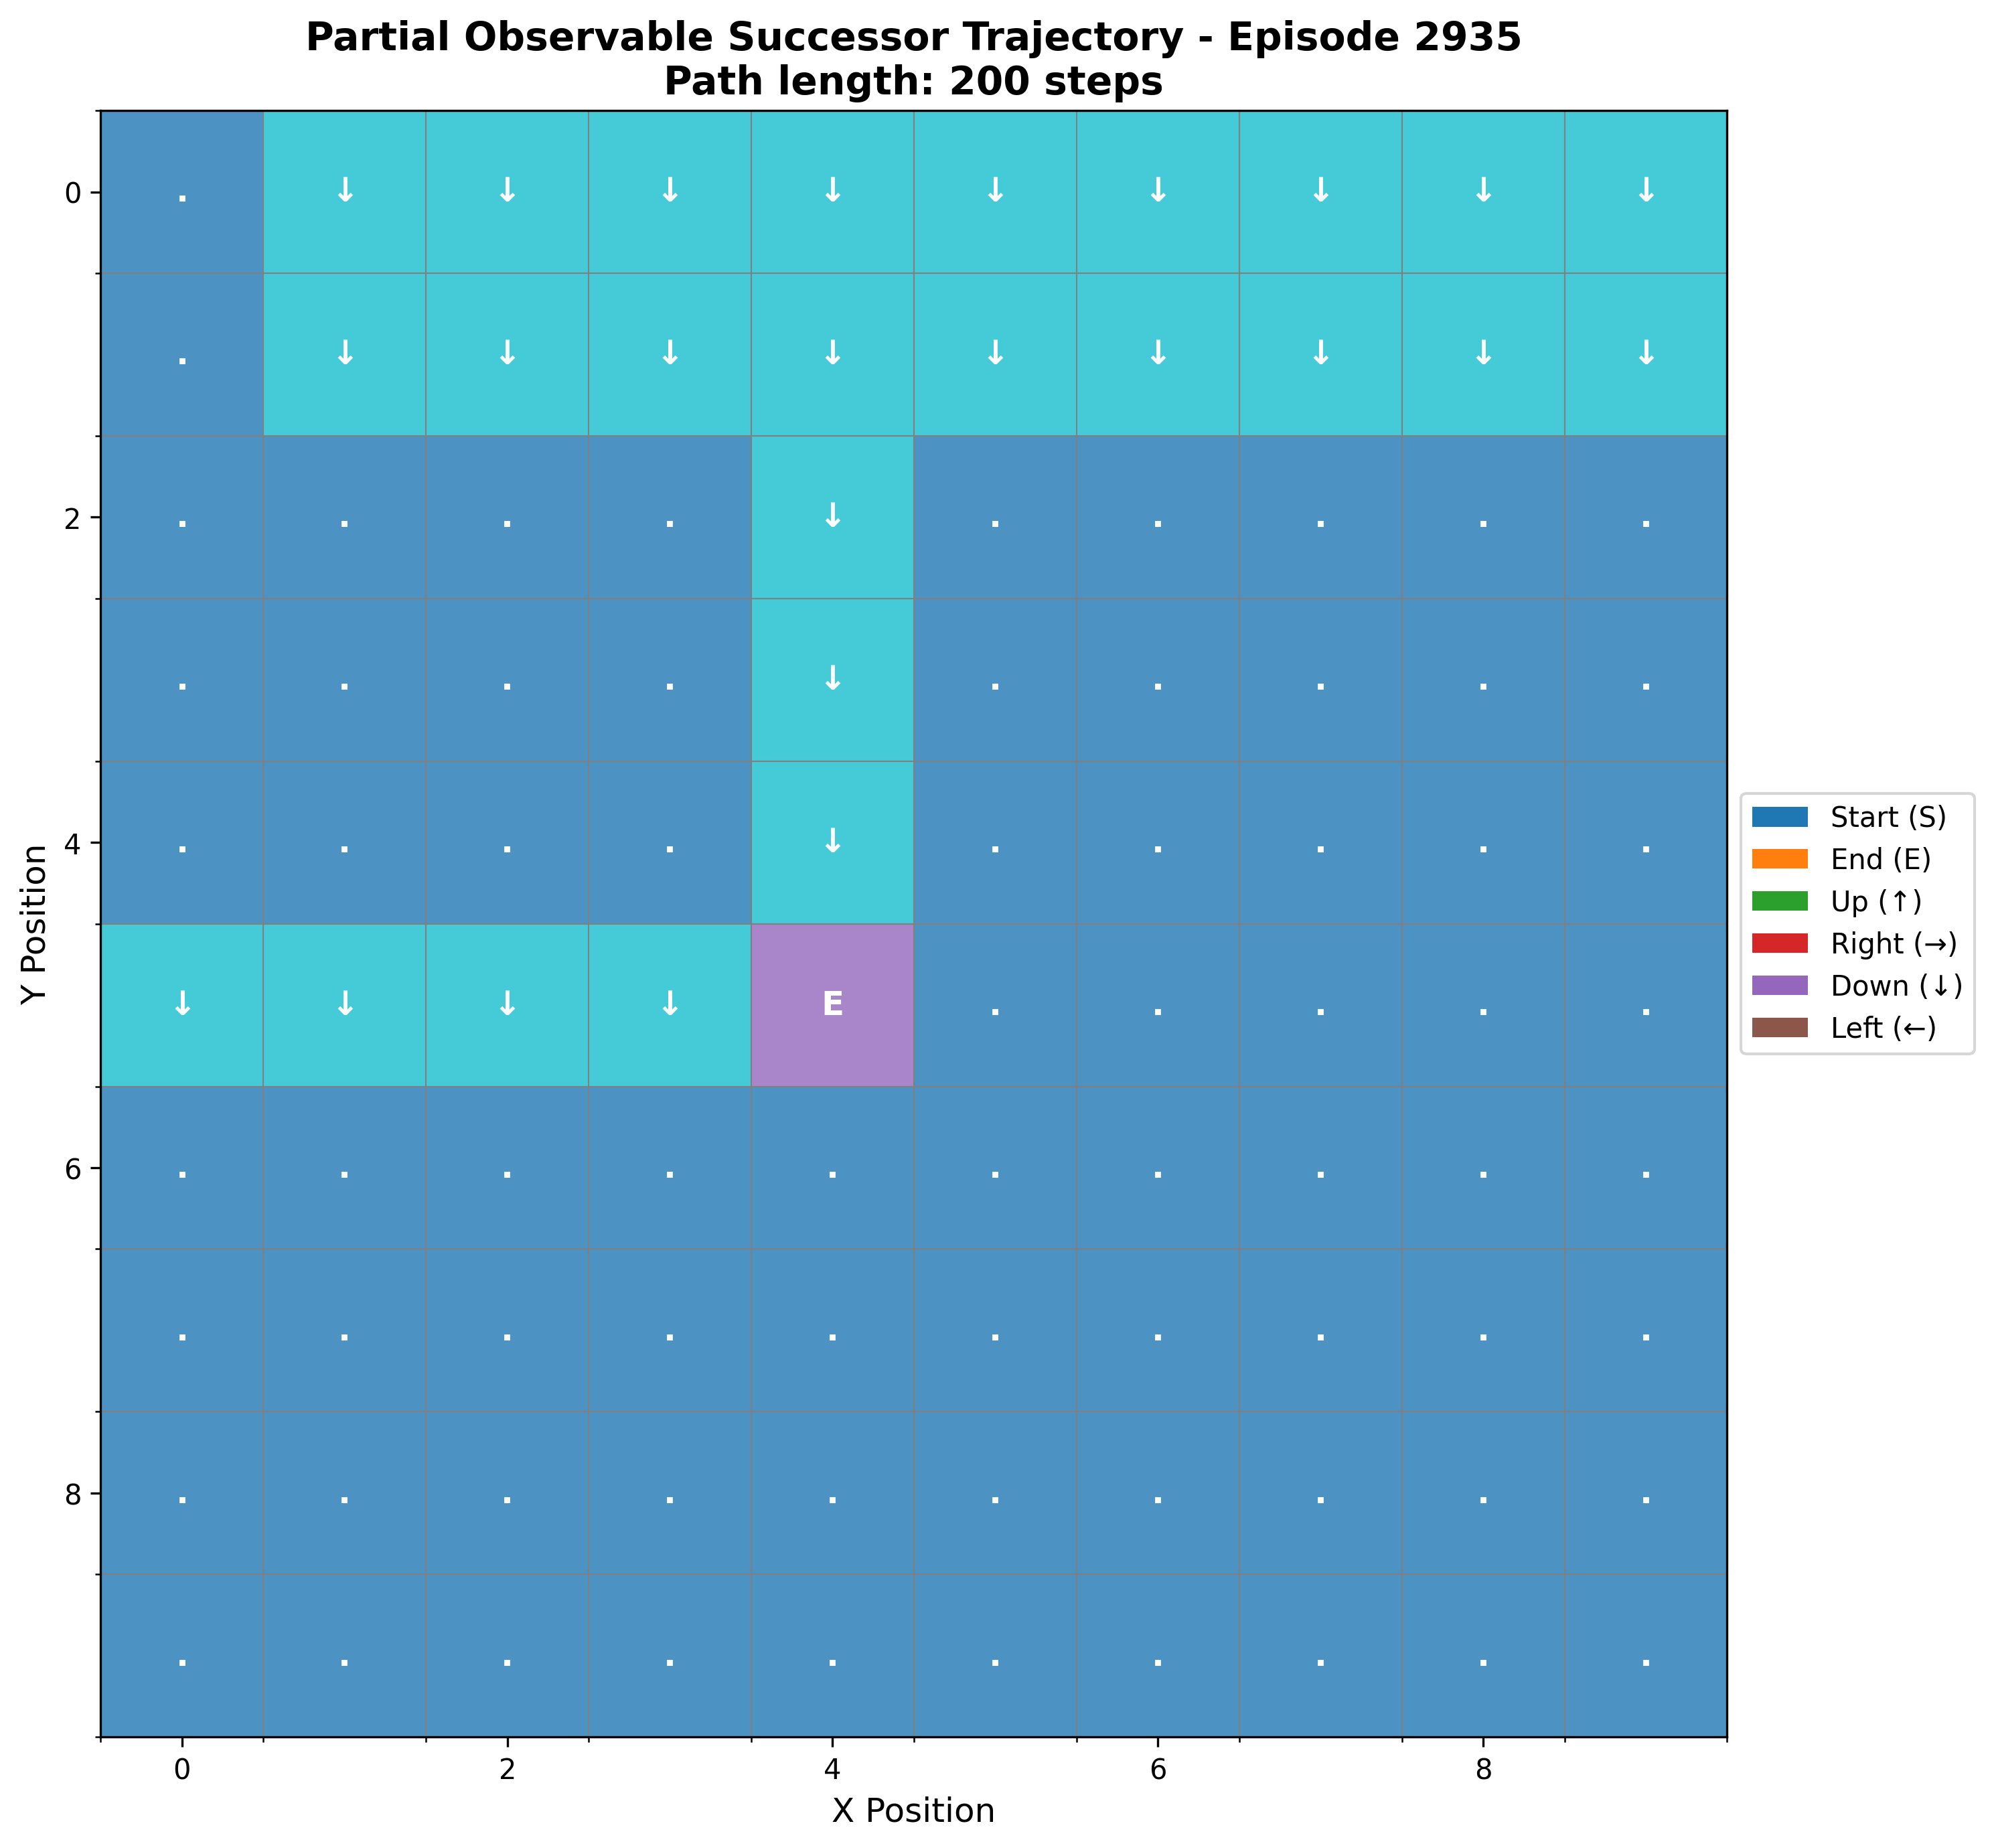 Partial Observable Successor Trajectory - Episode 2935
Path length: 200 steps
0 . ↓ ↓ ↓ ↓ ↓ ↓ ↓ ↓ ↓
. ↓ ↓ ↓ ↓ ↓ ↓ ↓ ↓ ↓
2 . . . . ↓ . . . . .
. . . . ↓ . . . . .
4 . . . . ↓ . . . . .
↓ ↓ ↓ ↓ E . . . . .
6 . . . . . . . . . .
. . . . . . . . . .
8 . . . . . . . . . .
. . . . . . . . . .
0 2 4 6 8
X Position
Y Position
Start (S)
End (E)
Up (↑)
Right (→)
Down (↓)
Left (←)